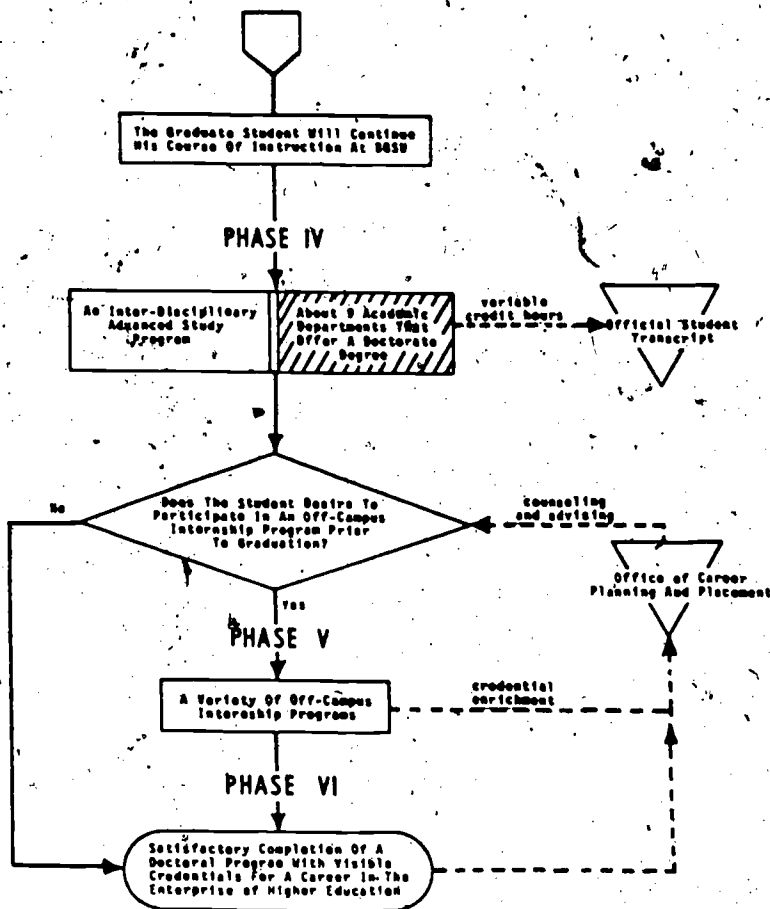 The Graduate Student Will Continue
His Course Of Instruction At BGSU
PHASE IV
An Inter-Disciplinary
Advanced Study
Program
About 9 Academic
Departments That
Offer A Doctorate
Degree
variable
credit hours
Official Student
Transcript
Does The Student Desire To
Participate In An Off-Campus
Internship Program Prior
To Graduation?
No
counseling
and advising
Office of Career
Planning And Placement
Yes
PHASE V
A Variety Of Off-Campus
Internship Programs
credential
enrichment
PHASE VI
Satisfactory Completion Of A
Doctoral Program With Visible
Credentials For A Career In The
Enterprise of Higher Education